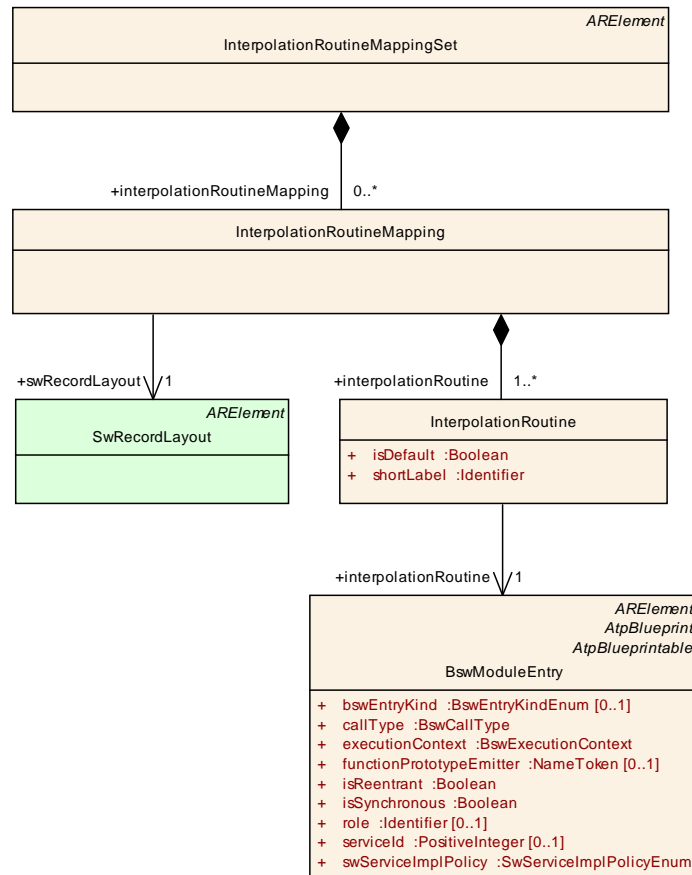 ARElement
InterpolationRoutineMappingSet
+interpolationRoutineMapping 0..*
InterpolationRoutineMapping
+swRecordLayout 1
+interpolationRoutine 1..*
ARElement
SwRecordLayout
InterpolationRoutine
+ isDefault :Boolean
+ shortLabel :Identifier
+interpolationRoutine 1
ARElement
AtpBlueprint
AtpBlueprintable
BswModuleEntry
+ bswEntryKind :BswEntryKindEnum [0..1]
+ callType :BswCallType
+ executionContext :BswExecutionContext
+ functionPrototypeEmitter :NameToken [0..1]
+ isReentrant :Boolean
+ isSynchronous :Boolean
+ role :Identifier [0..1]
+ serviceId :PositiveInteger [0..1]
+ swServiceImplPolicy :SwServiceImplPolicyEnum